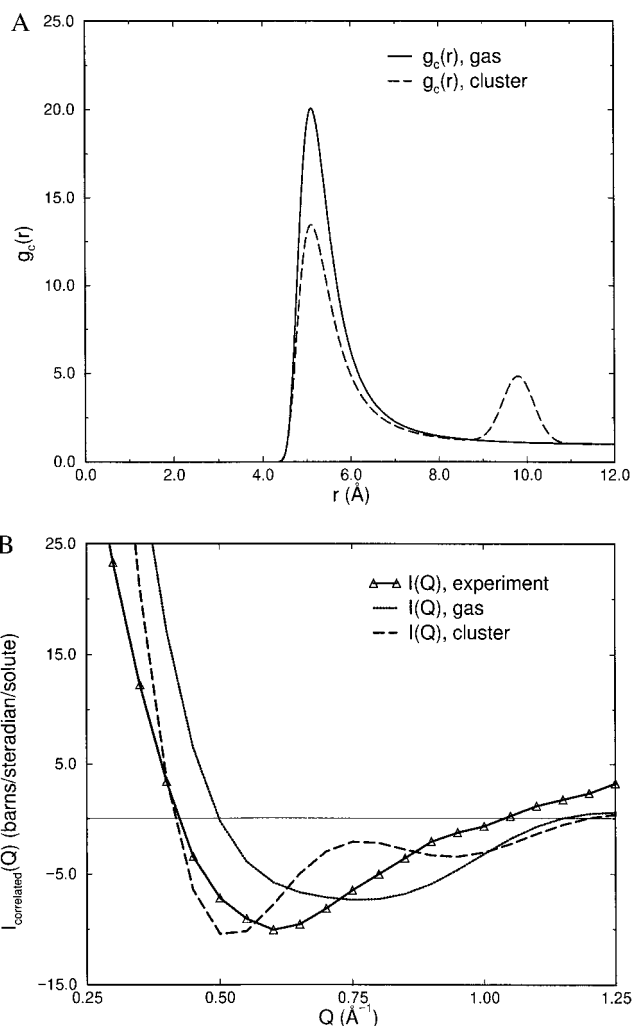 A
25.0
20.0
15.0
10.0
5.0
0.0
g_c(r)
g_c(r), gas
g_c(r), cluster
0.0 2.0 4.0 6.0 8.0 10.0 12.0
r (Å)
B
25.0
15.0
5.0
−5.0
−15.0
I_correlated(Q) (barns/steradian/solute)
I(Q), experiment
I(Q), gas
I(Q), cluster
0.25 0.50 0.75 1.00 1.25
Q (Å⁻¹)